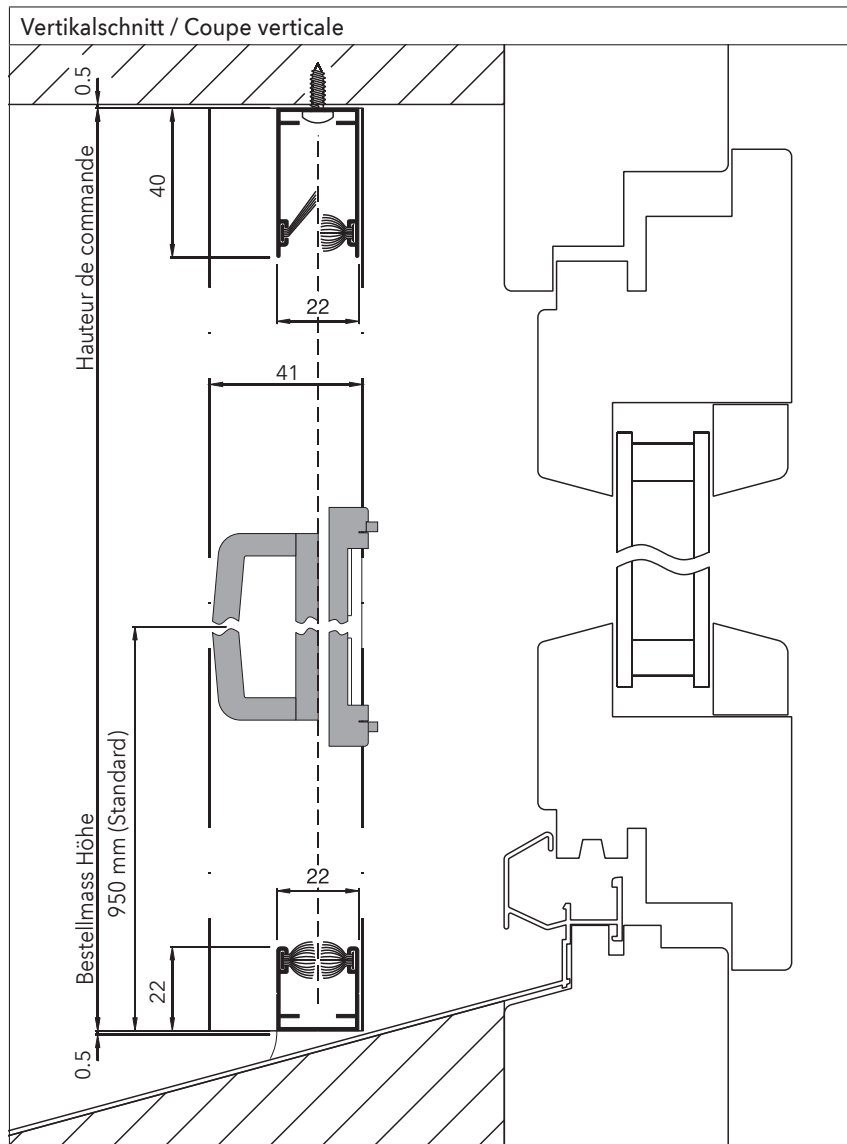 Vertikalschnitt / Coupe verticale
0.5
Hauteur de commande
40
22
41
950 mm (Standard)
Bestellmass Höhe
22
22
0.5